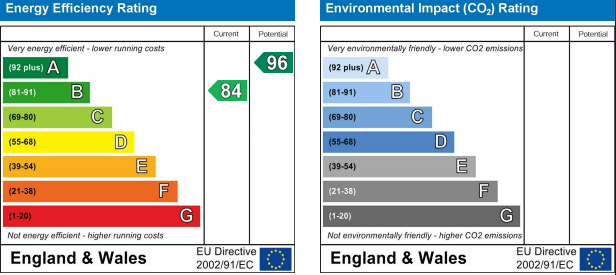 Energy Efficiency Rating
Current Potential
Very energy efficient - lower running costs
(92 plus) A
(81-91) B
(69-80) C
(55-68) D
(39-54) E
(21-38) F
(1-20) G
84
96
Not energy efficient - higher running costs
England & Wales
EU Directive
2002/91/EC
Environmental Impact (CO2) Rating
Current Potential
Very environmentally friendly - lower CO2 emissions
(92 plus) A
(81-91) B
(69-80) C
(55-68) D
(39-54) E
(21-38) F
(1-20) G
Not environmentally friendly - higher CO2 emissions
England & Wales
EU Directive
2002/91/EC